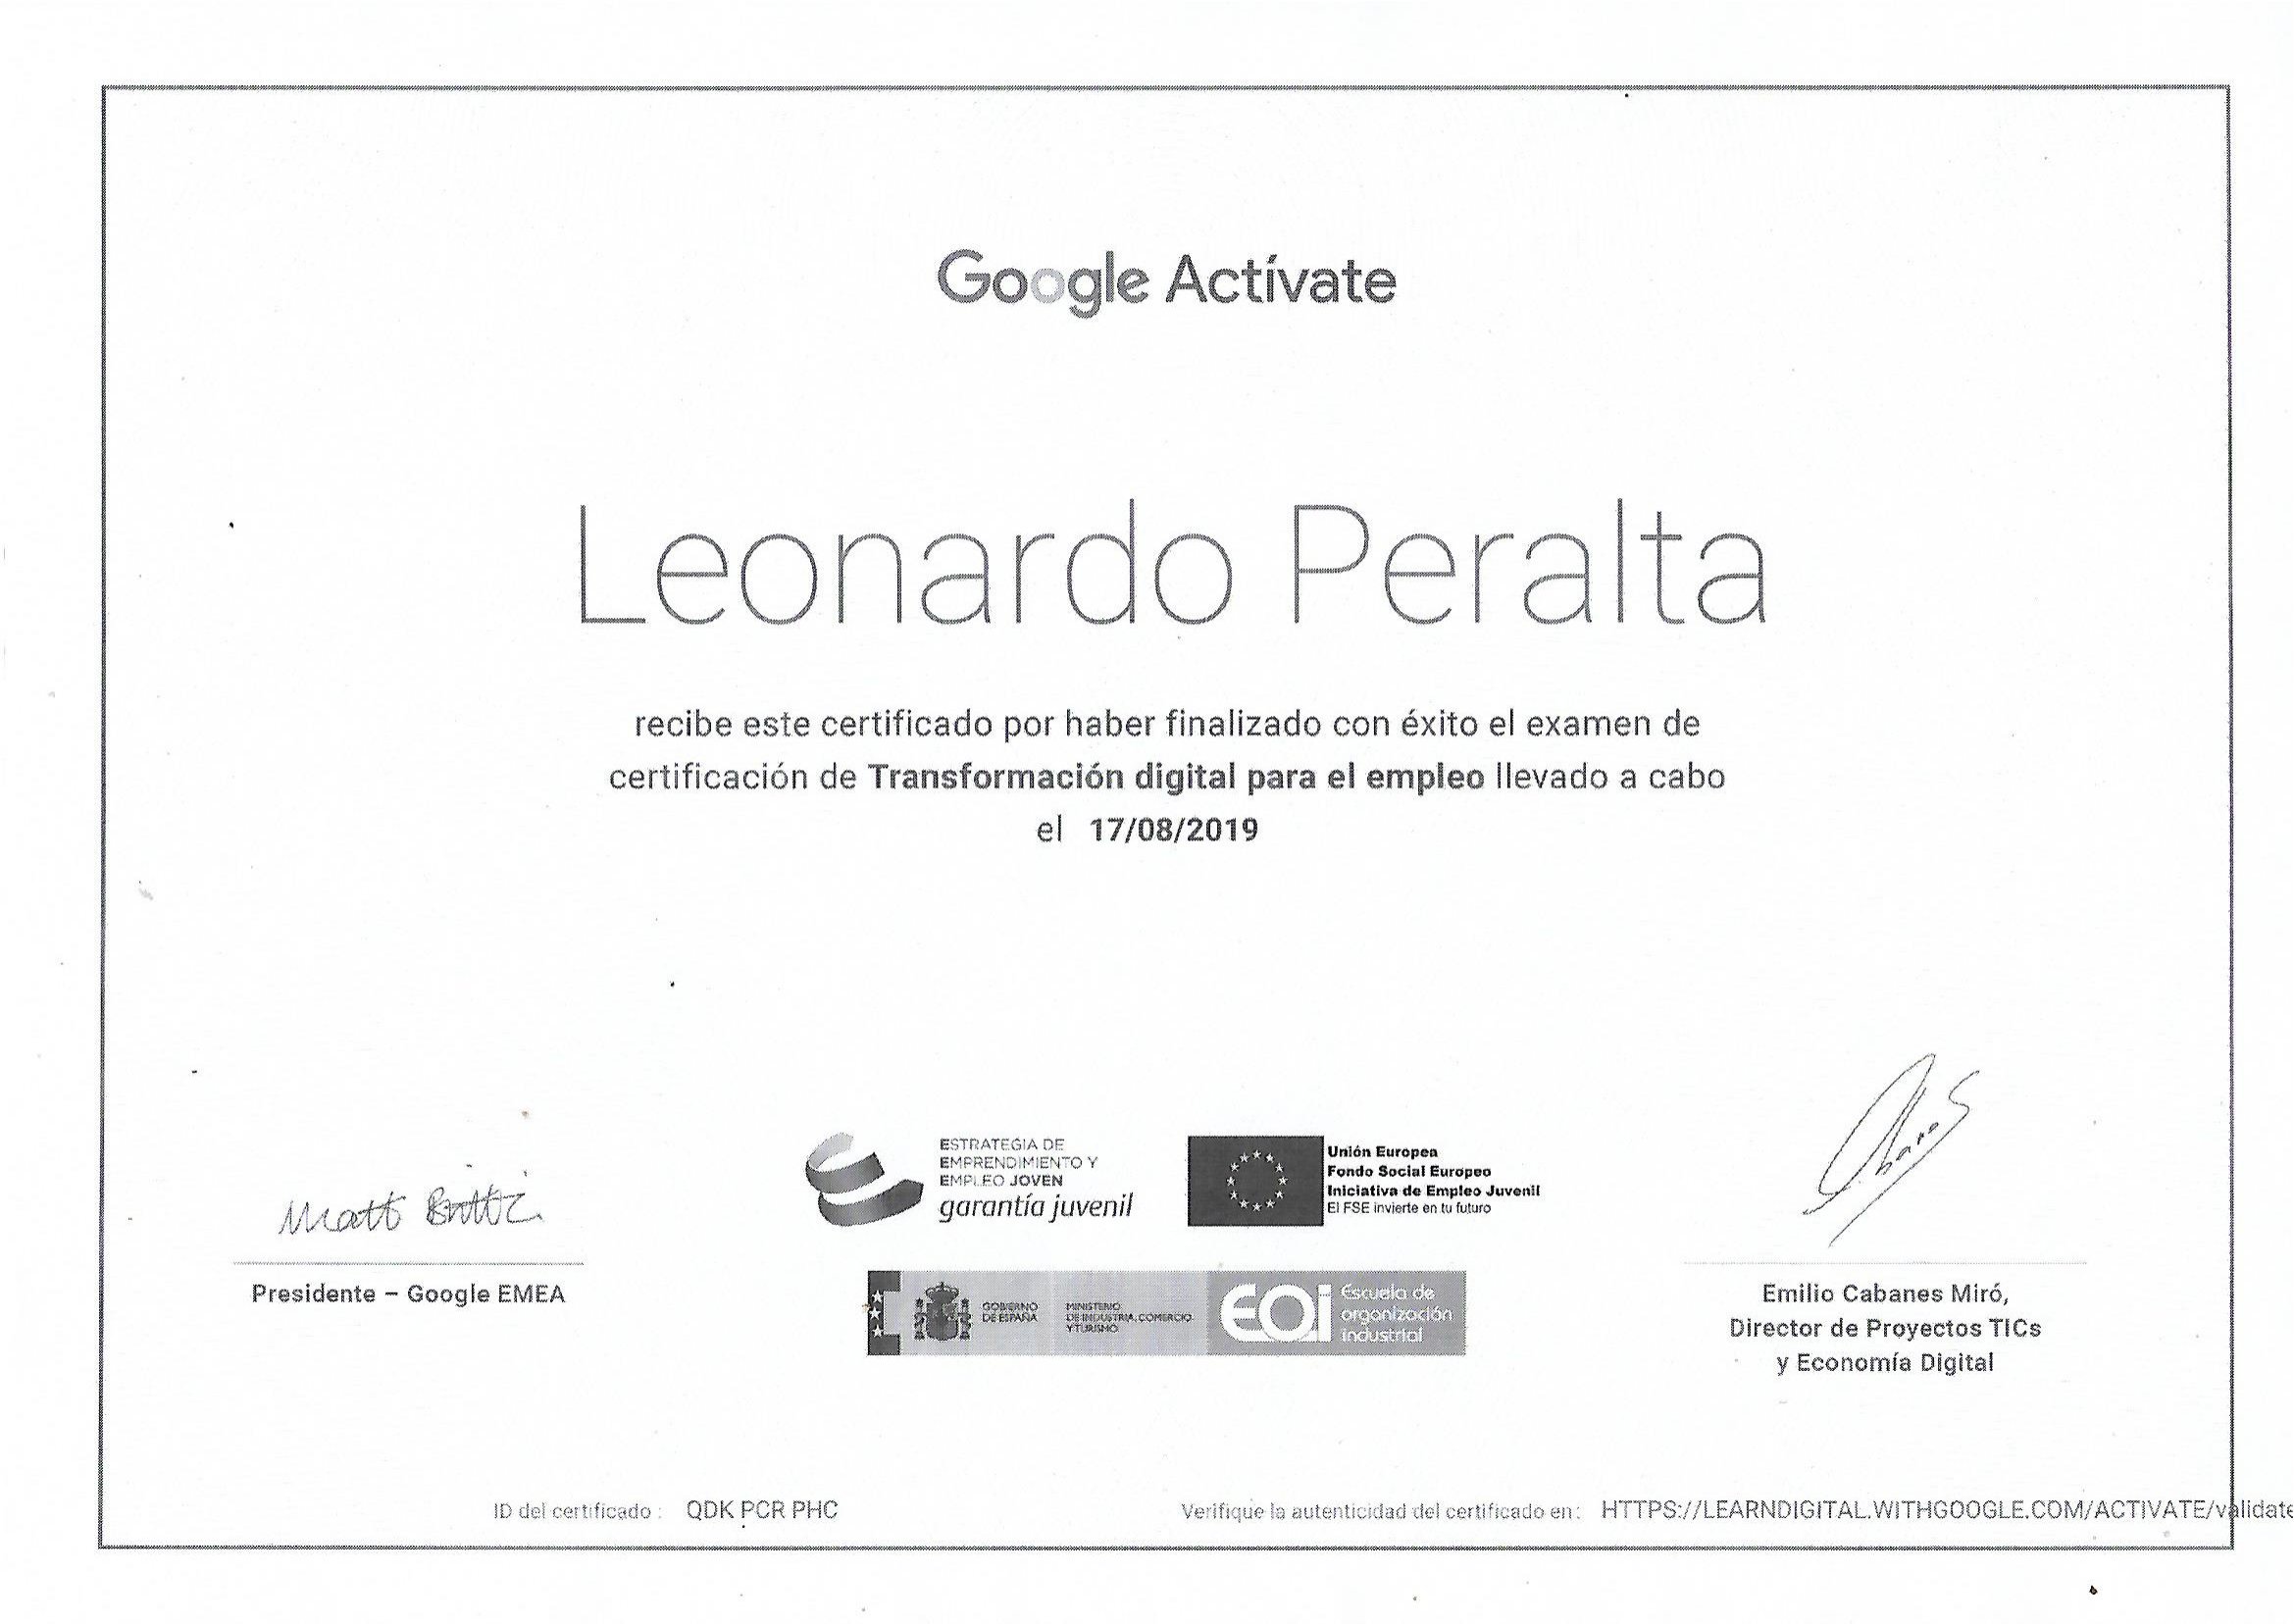 Google Actívate
Leonardo Peralta
recibe este certificado por haber finalizado con éxito el examen de
certificación de Transformación digital para el empleo llevado a cabo
el 17/08/2019
Matt Brittin
Presidente – Google EMEA
ESTRATEGIA DE
EMPRENDIMIENTO Y
EMPLEO JOVEN
garantía juvenil
Unión Europea
Fondo Social Europeo
Iniciativa de Empleo Juvenil
El FSE invierte en tu futuro
GOBIERNO
DE ESPAÑA
MINISTERIO
DE INDUSTRIA, COMERCIO
Y TURISMO
EOi
Escuela de
organización
industrial
Emilio Cabanes Miró,
Director de Proyectos TICs
y Economía Digital
ID del certificado : QDK PCR PHC
Verifique la autenticidad del certificado en: HTTPS://LEARNDIGITAL.WITHGOOGLE.COM/ACTIVATE/validate